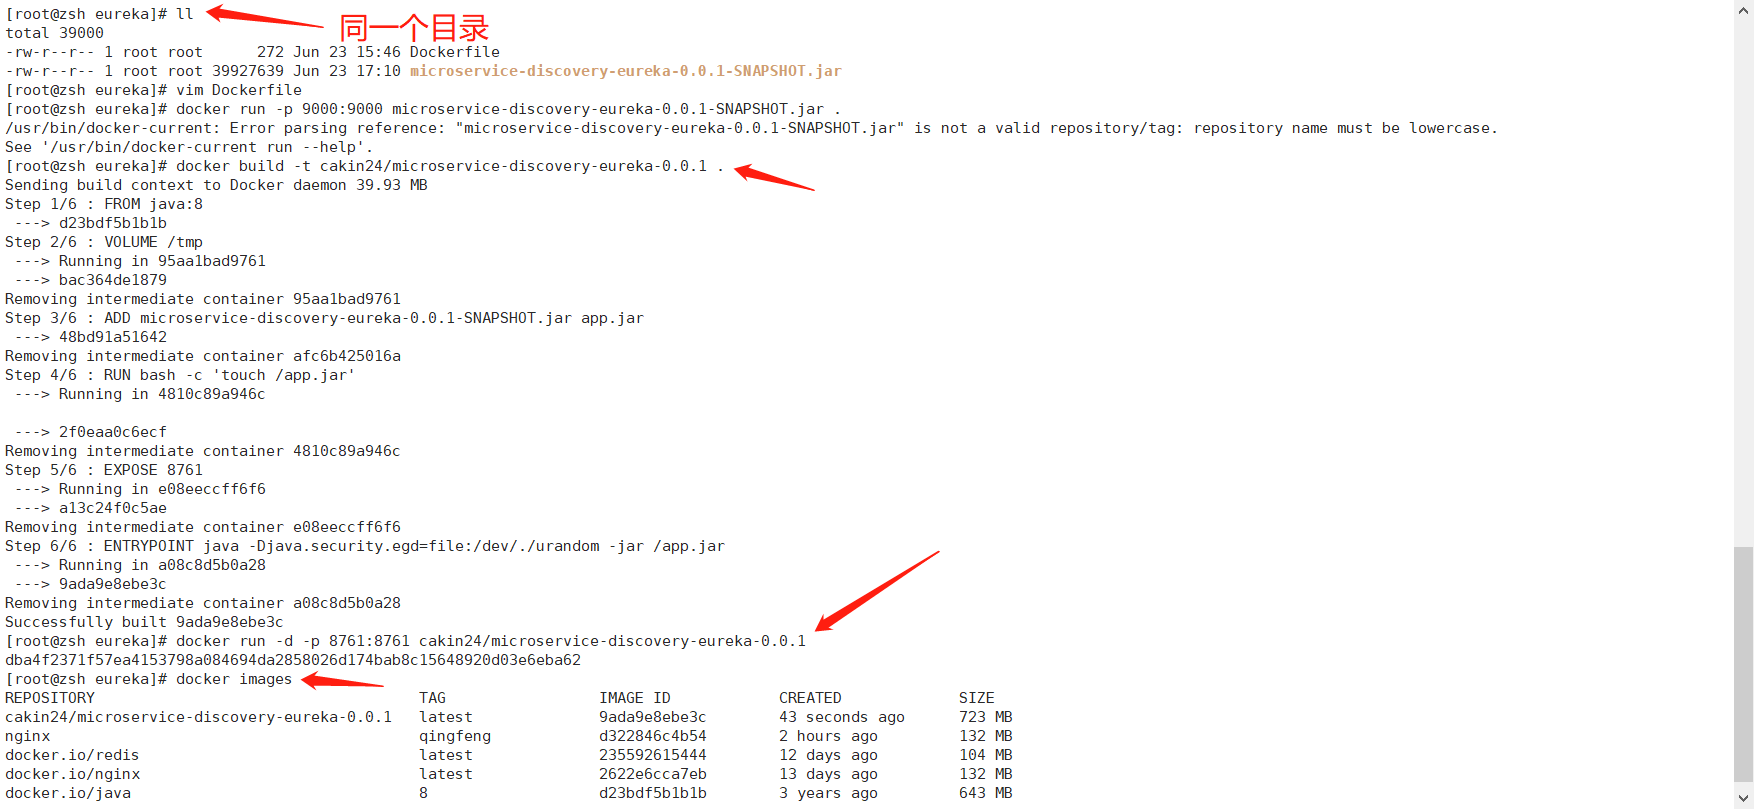 [root@zsh eureka]# ll
同一个目录
total 39000
-rw-r--r-- 1 root root      272 Jun 23 15:46 Dockerfile
-rw-r--r-- 1 root root 39927639 Jun 23 17:10 microservice-discovery-eureka-0.0.1-SNAPSHOT.jar
[root@zsh eureka]# vim Dockerfile
[root@zsh eureka]# docker run -p 9000:9000 microservice-discovery-eureka-0.0.1-SNAPSHOT.jar .
/usr/bin/docker-current: Error parsing reference: "microservice-discovery-eureka-0.0.1-SNAPSHOT.jar" is not a valid repository/tag: repository name must be lowercase.
See '/usr/bin/docker-current run --help'.
[root@zsh eureka]# docker build -t cakin24/microservice-discovery-eureka-0.0.1 .
Sending build context to Docker daemon 39.93 MB
Step 1/6 : FROM java:8
 ---> d23bdf5b1b1b
Step 2/6 : VOLUME /tmp
 ---> Running in 95aa1bad9761
 ---> bac364de1879
Removing intermediate container 95aa1bad9761
Step 3/6 : ADD microservice-discovery-eureka-0.0.1-SNAPSHOT.jar app.jar
 ---> 48bd91a51642
Removing intermediate container afc6b425016a
Step 4/6 : RUN bash -c 'touch /app.jar'
 ---> Running in 4810c89a946c
 ---> 2f0eaa0c6ecf
Removing intermediate container 4810c89a946c
Step 5/6 : EXPOSE 8761
 ---> Running in e08eeccff6f6
 ---> a13c24f0c5ae
Removing intermediate container e08eeccff6f6
Step 6/6 : ENTRYPOINT java -Djava.security.egd=file:/dev/./urandom -jar /app.jar
 ---> Running in a08c8d5b0a28
 ---> 9ada9e8ebe3c
Removing intermediate container a08c8d5b0a28
Successfully built 9ada9e8ebe3c
[root@zsh eureka]# docker run -d -p 8761:8761 cakin24/microservice-discovery-eureka-0.0.1
dba4f2371f57ea4153798a084694da2858026d174bab8c15648920d03e6eba62
[root@zsh eureka]# docker images
REPOSITORY                                    TAG                 IMAGE ID            CREATED             SIZE
cakin24/microservice-discovery-eureka-0.0.1   latest              9ada9e8ebe3c        43 seconds ago      723 MB
nginx                                         qingfeng            d322846c4b54        2 hours ago         132 MB
docker.io/redis                               latest              235592615444        12 days ago         104 MB
docker.io/nginx                               latest              2622e6cca7eb        13 days ago         132 MB
docker.io/java                                8                   d23bdf5b1b1b        3 years ago         643 MB